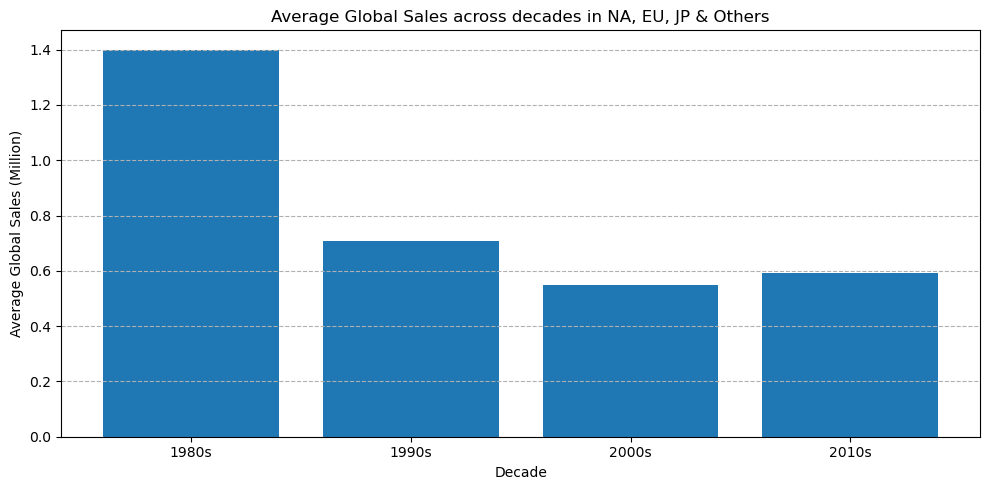 Average Global Sales across decades in NA, EU, JP & Others
Average Global Sales (Million)
1.4
1.2
1.0
0.8
0.6
0.4
0.2
0.0
1980s
1990s
2000s
2010s
Decade